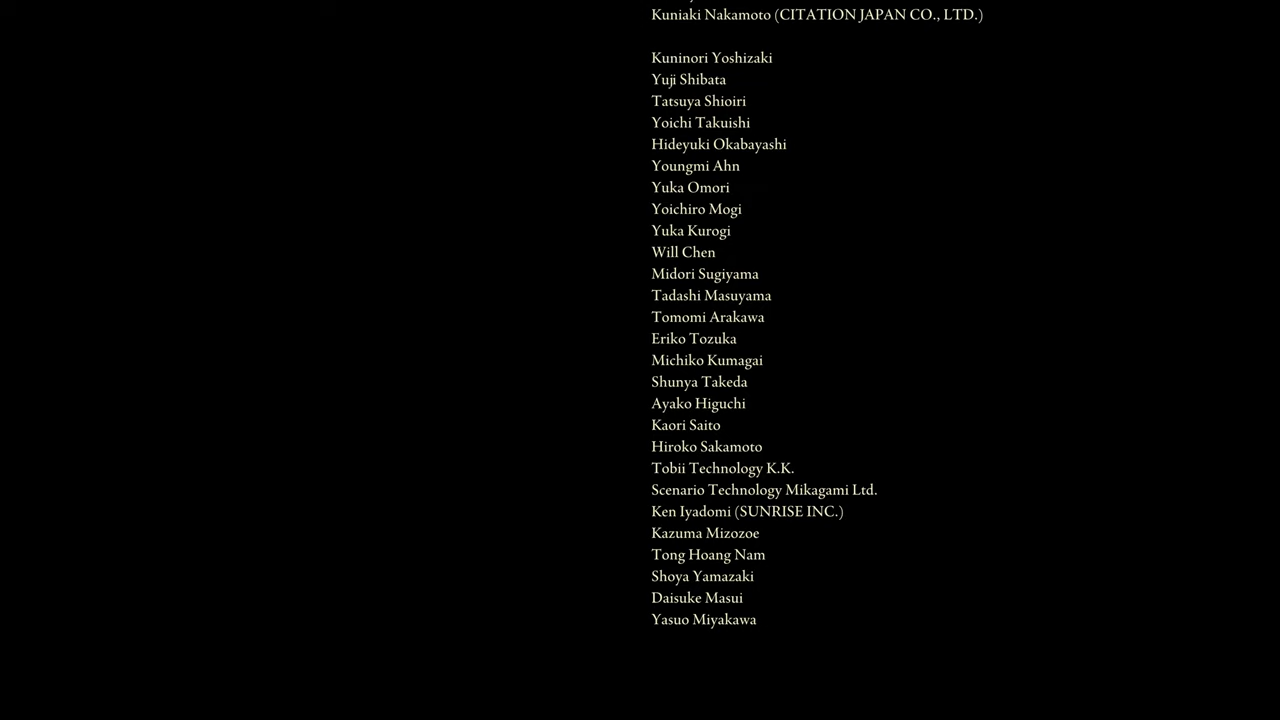 Kuniaki Nakamoto (CITATION JAPAN CO., LTD.)
Kuninori Yoshizaki
Yuji Shibata
Tatsuya Shioiri
Yoichi Takuishi
Hideyuki Okabayashi
Youngmi Ahn
Yuka Omori
Yoichiro Mogi
Yuka Kurogi
Will Chen
Midori Sugiyama
Tadashi Masuyama
Tomomi Arakawa
Eriko Tozuka
Michiko Kumagai
Shunya Takeda
Ayako Higuchi
Kaori Saito
Hiroko Sakamoto
Tobii Technology K.K.
Scenario Technology Mikagami Ltd.
Ken Iyadomi (SUNRISE INC.)
Kazuma Mizozoe
Tong Hoang Nam
Shoya Yamazaki
Daisuke Masui
Yasuo Miyakawa